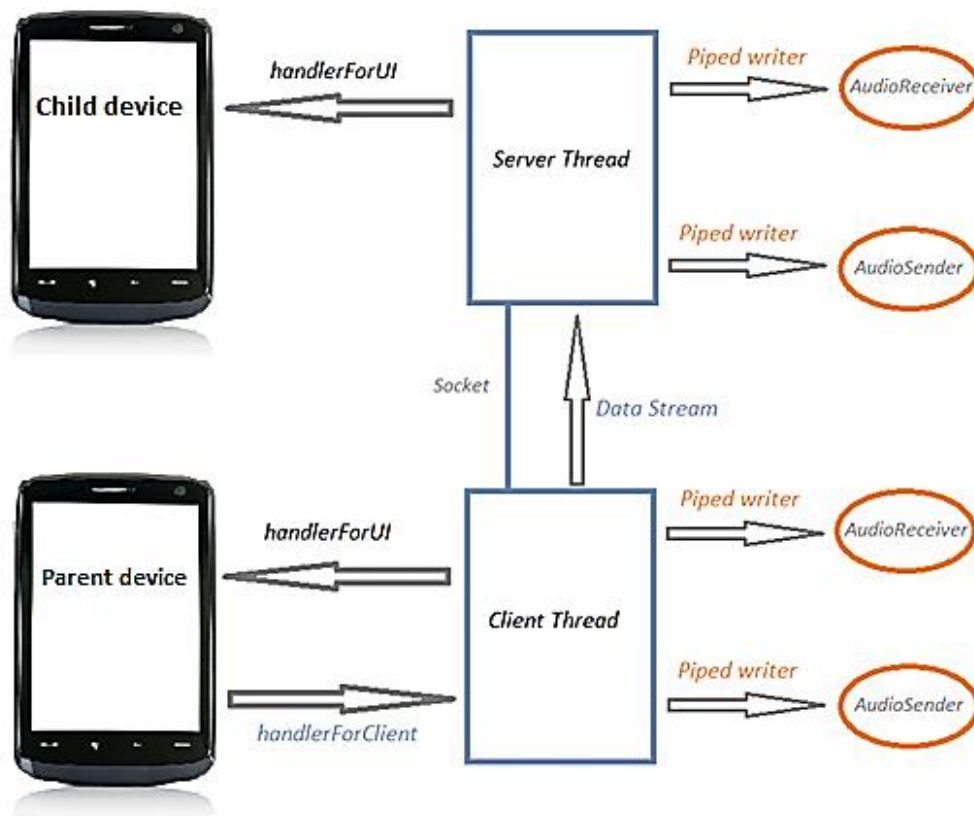 Child device
handlerForUI
Server Thread
Piped writer
AudioReceiver
Piped writer
AudioSender
Socket
Data Stream
Parent device
handlerForUI
handlerForClient
Client Thread
Piped writer
AudioReceiver
Piped writer
AudioSender